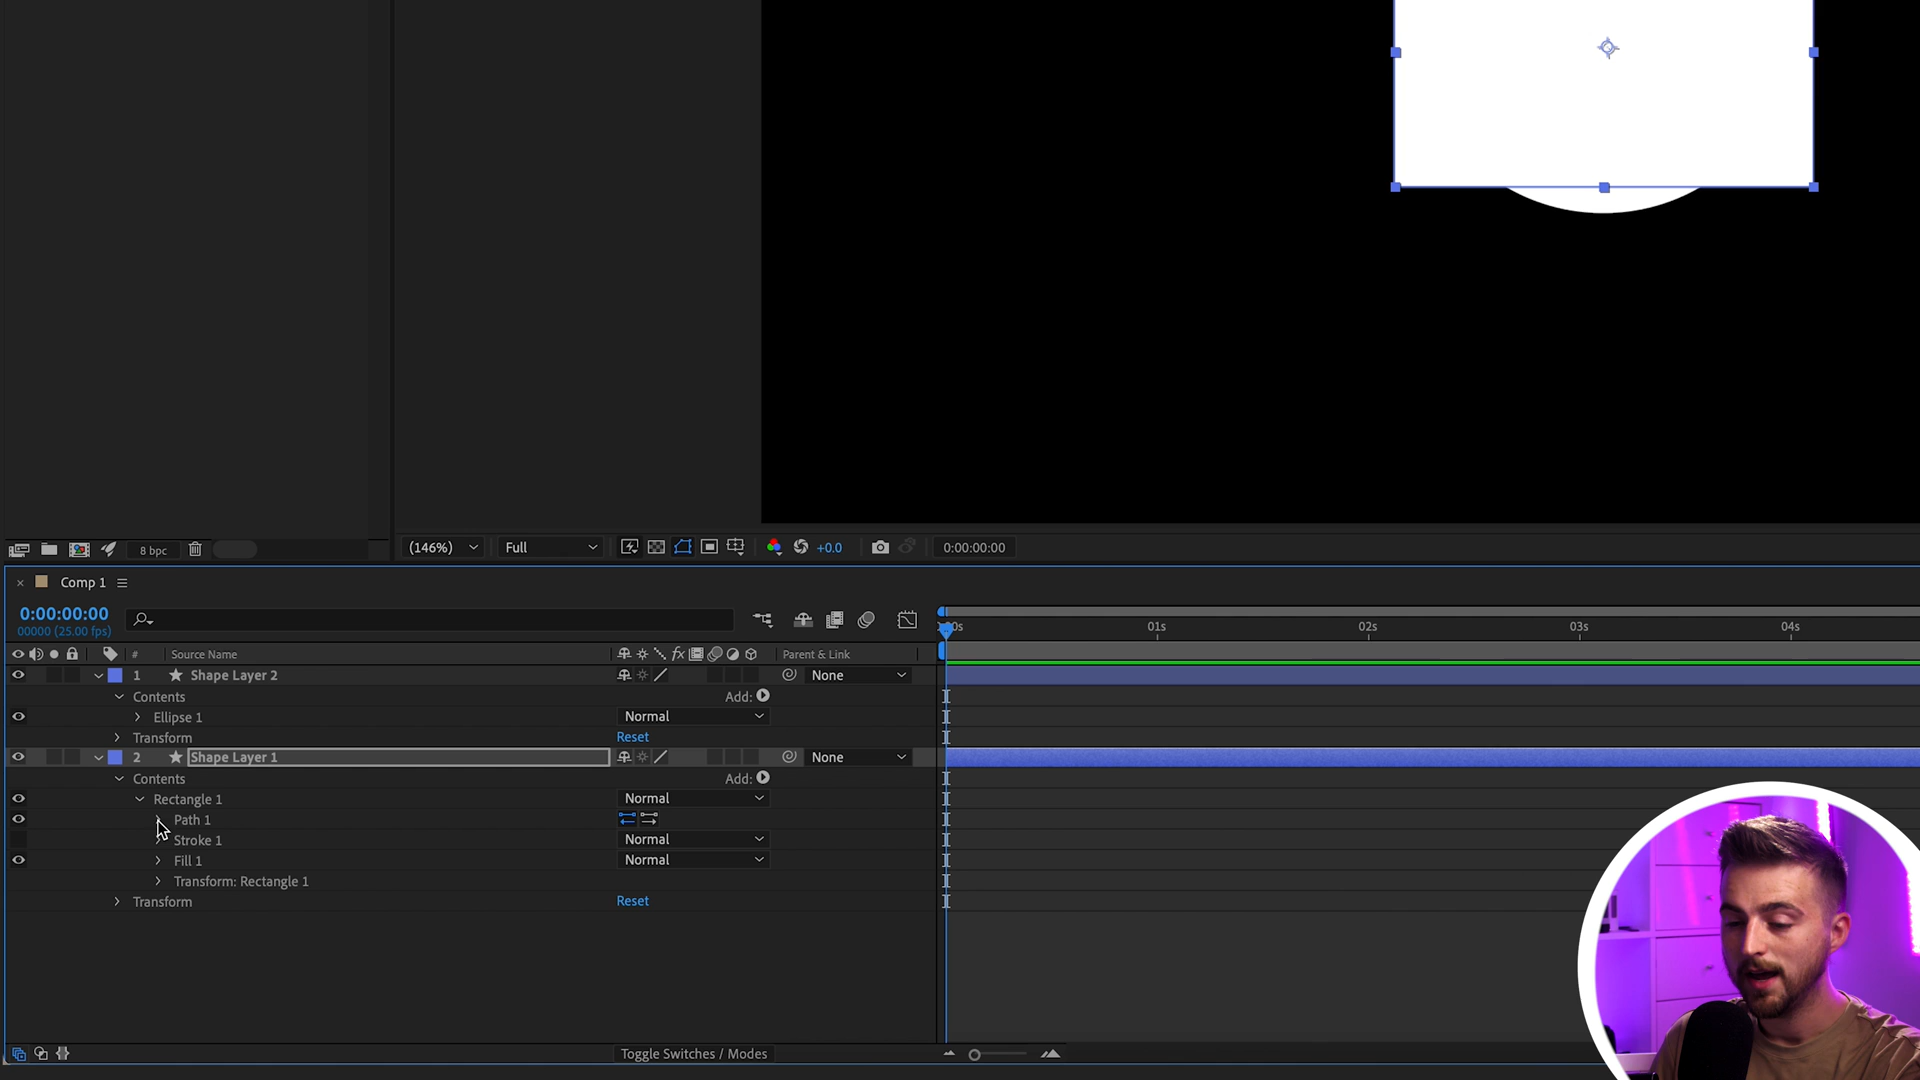 8 bpc
(146%)
Full
+0.0
0:00:00:00
Comp 1
0:00:00:00
00000 (25.00 fps)
00s
01s
02s
03s
04s
#
Source Name
fx
Parent & Link
1
Shape Layer 2
None
Contents
Add:
Ellipse 1
Normal
Transform
Reset
2
Shape Layer 1
None
Contents
Add:
Rectangle 1
Normal
Path 1
Stroke 1
Normal
Fill 1
Normal
Transform: Rectangle 1
Transform
Reset
Toggle Switches / Modes